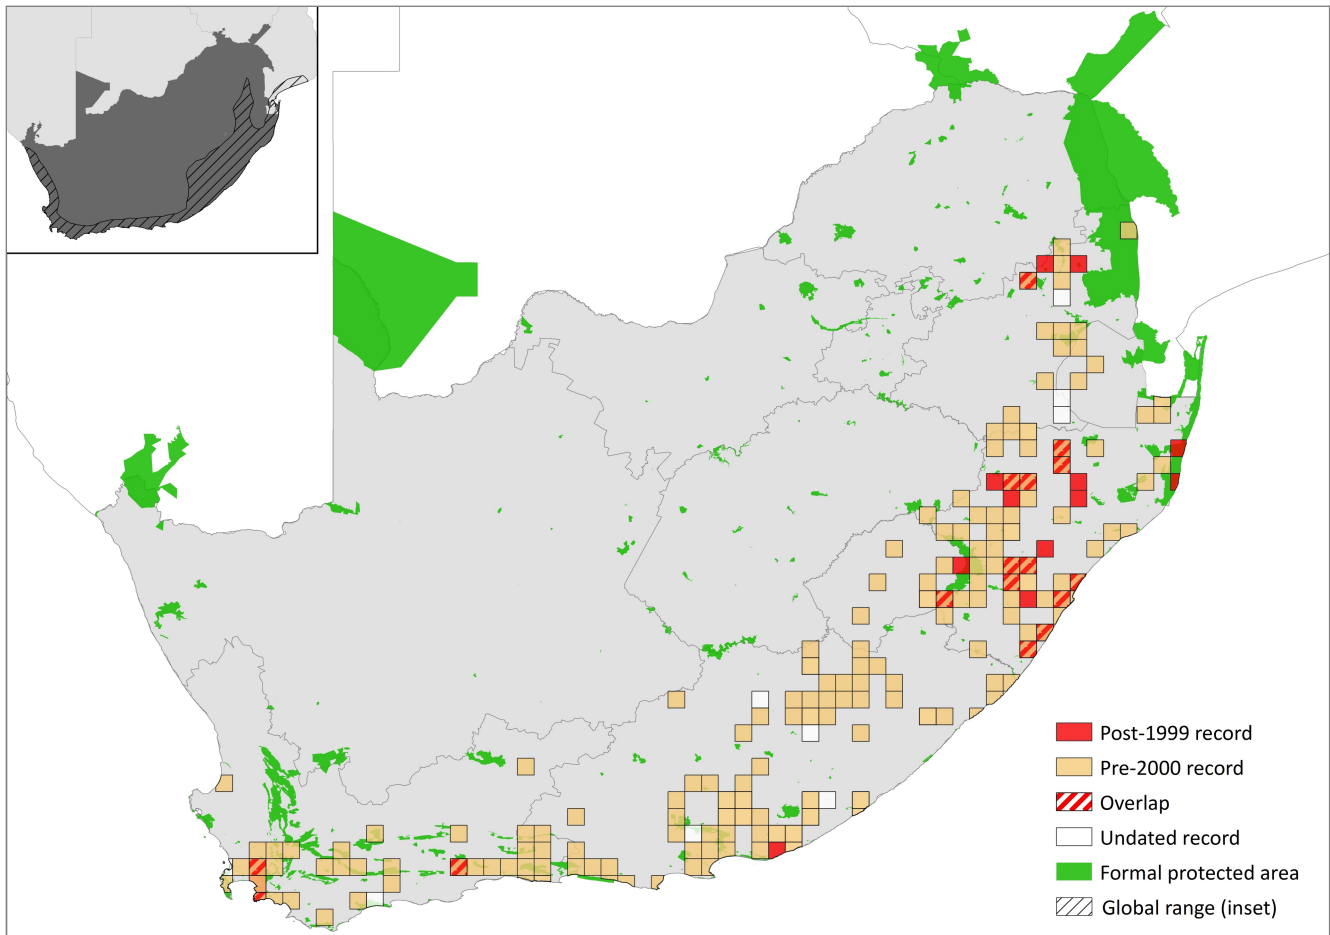 Post-1999 record
Pre-2000 record
Overlap
Undated record
Formal protected area
Global range (inset)